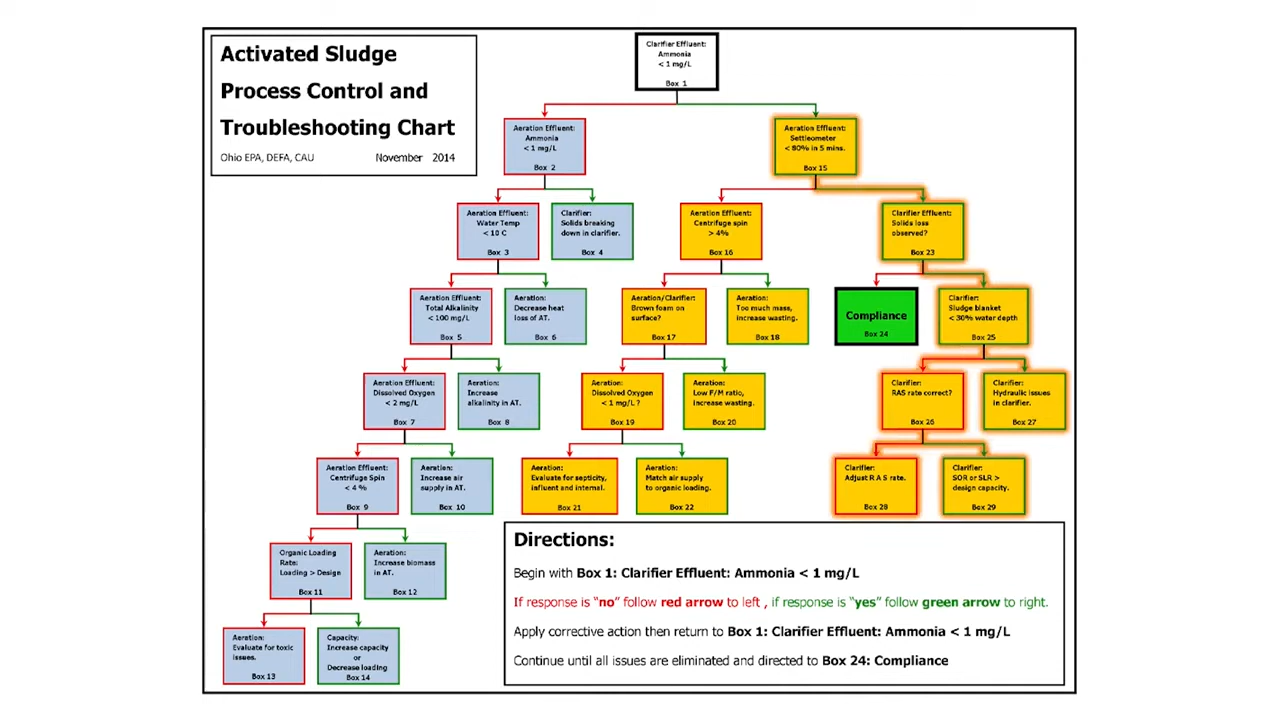 Activated Sludge
Process Control and
Troubleshooting Chart
Ohio EPA, DEFA, CAU November 2014
Clarifier Effluent:
Ammonia
< 1 mg/L
Box 1
Aeration Effluent:
Ammonia
< 1 mg/L
Box 2
Aeration Effluent:
Settleometer
< 80% in 5 mins.
Box 15
Aeration Effluent:
Water Temp
< 10 C
Box 3
Clarifier:
Solids breaking
down in clarifier.
Box 4
Aeration Effluent:
Centrifuge spin
> 4%
Box 16
Clarifier Effluent:
Solids loss
observed?
Box 23
Aeration Effluent:
Total Alkalinity
< 100 mg/L
Box 5
Aeration:
Decrease heat
loss of AT.
Box 6
Aeration/Clarifier:
Brown foam on
surface?
Box 17
Aeration:
Too much mass,
increase wasting.
Box 18
Compliance
Box 24
Clarifier:
Sludge blanket
< 30% water depth
Box 25
Aeration Effluent:
Dissolved Oxygen
< 2 mg/L
Box 7
Aeration:
Increase
alkalinity in AT.
Box 8
Aeration:
Dissolved Oxygen
< 1 mg/L ?
Box 19
Aeration:
Low F/M ratio,
increase wasting.
Box 20
Clarifier:
RAS rate correct?
Box 26
Clarifier:
Hydraulic issues
in clarifier.
Box 27
Aeration Effluent:
Centrifuge Spin
< 4 %
Box 9
Aeration:
Increase air
supply in AT.
Box 10
Aeration:
Evaluate for septicity,
influent and internal.
Box 21
Aeration:
Match air supply
to organic loading.
Box 22
Clarifier:
Adjust R A S rate.
Box 28
Clarifier:
SOR or SLR >
design capacity.
Box 29
Organic Loading
Rate:
Loading > Design
Box 11
Aeration:
Increase biomass
in AT.
Box 12
Aeration:
Evaluate for toxic
issues.
Box 13
Capacity:
Increase capacity
or
Decrease loading
Box 14
Directions:
Begin with Box 1: Clarifier Effluent: Ammonia < 1 mg/L
If response is “no” follow red arrow to left , if response is “yes” follow green arrow to right.
Apply corrective action then return to Box 1: Clarifier Effluent: Ammonia < 1 mg/L
Continue until all issues are eliminated and directed to Box 24: Compliance